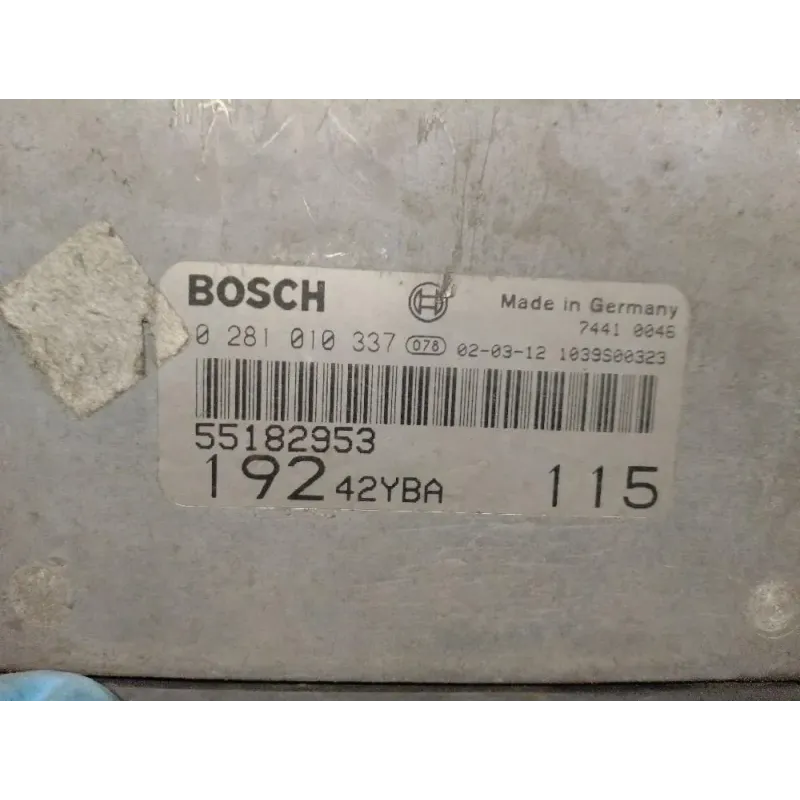 BOSCH Made in Germany
7441 0046
0 281 010 337 078 02-03-12 1039S00323
55182953
192 42YBA 115